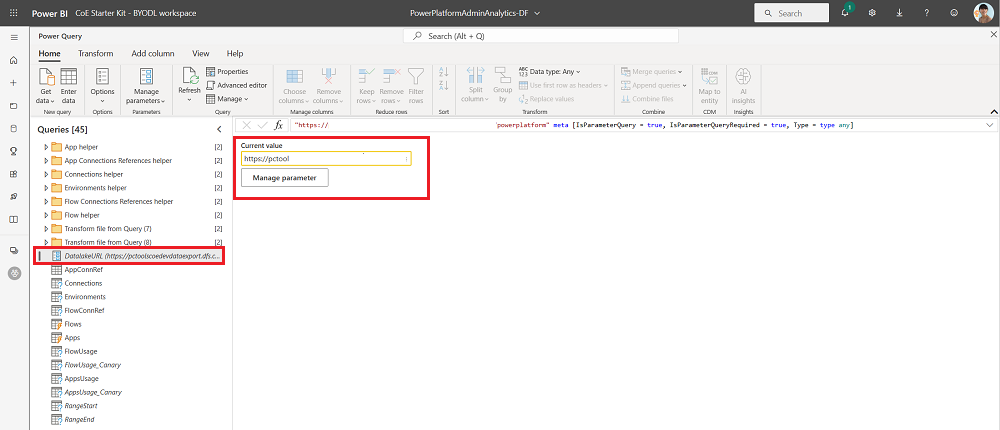 Power BI CoE Starter Kit - BYODL workspace PowerPlatformAdminAnalytics-DF Search 1
Power Query Search (Alt + Q)
Home Transform Add column View Help
Get data Enter data Options Manage parameters Refresh Properties Advanced editor Manage Choose columns Remove columns Keep rows Remove rows Filter rows Split column Group by Data type: Any Use first row as headers Replace values Merge queries Append queries Combine files Map to entity AI insights
New query Options Parameters Query Manage columns Reduce rows Sort Transform Combine CDM Insights
Queries [45]
"https:// 'powerplatform" meta [IsParameterQuery = true, IsParameterQueryRequired = true, Type = type any]
App helper [2]
App Connections References helper [2]
Connections helper [2]
Environments helper [2]
Flow Connections References helper [2]
Flow helper [2]
Transform file from Query (7) [2]
Transform file from Query (8) [2]
DatalakeURL (https://pctoolscoedevdataexport.dfs.c...
AppConnRef
Connections
Environments
FlowConnRef
Flows
Apps
FlowUsage
FlowUsage_Canary
AppsUsage
AppsUsage_Canary
RangeStart
RangeEnd
Current value
https://pctool
Manage parameter